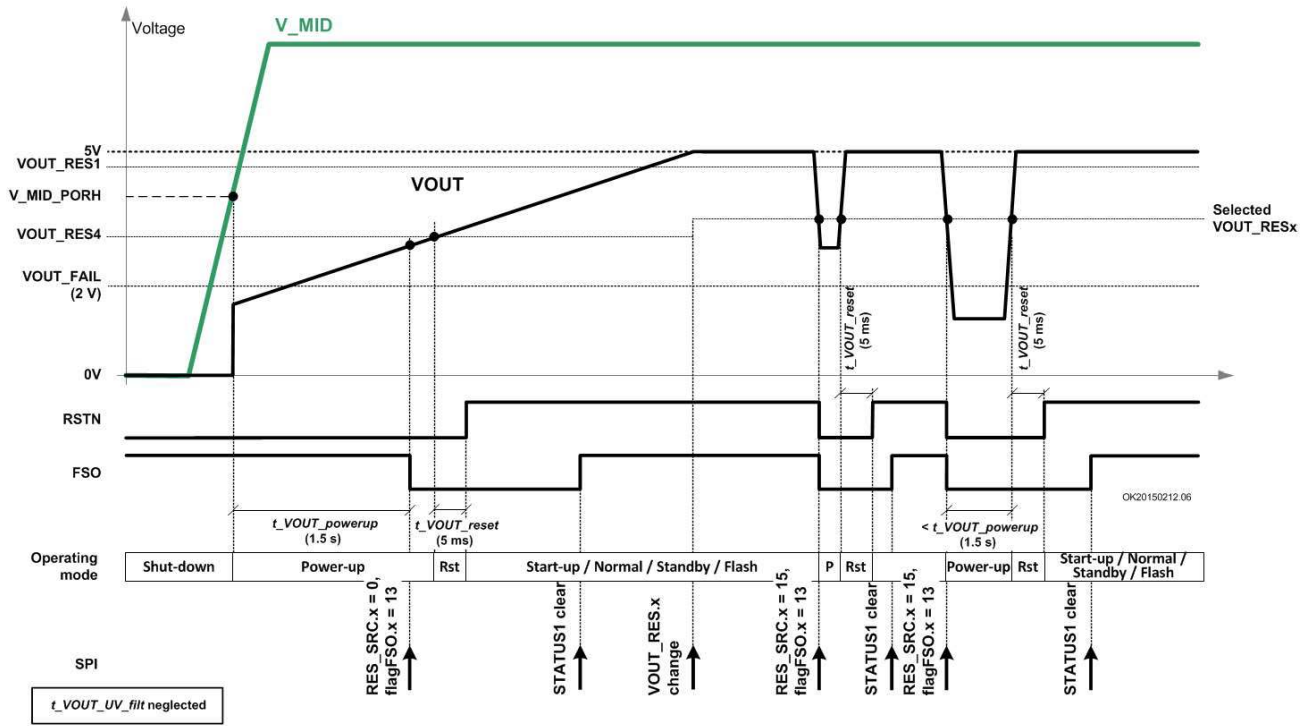 V_MID
Voltage
5V
VOUT_RES1
VOUT
V_MID_PORH
Selected
VOUT_RESx
VOUT_RES4
VOUT_FAIL
(2 V)
t_VOUT_reset
(5 ms)
t_VOUT_reset
(5 ms)
0V
RSTN
FSO
OK20150212.06
t_VOUT_powerup
(1.5 s)
t_VOUT_reset
(5 ms)
< t_VOUT_powerup
(1.5 s)
Operating
mode
Shut-down
Power-up
Rst
Start-up / Normal / Standby / Flash
P
Rst
Power-up
Rst
Start-up / Normal /
Standby / Flash
RES_SRC.x = 0,
flagFSO.x = 13
STATUS1 clear
VOUT_RES.x
change
RES_SRC.x = 15,
flagFSO.x = 13
STATUS1 clear
RES_SRC.x = 15,
flagFSO.x = 13
STATUS1 clear
SPI
t_VOUT_UV_filt neglected